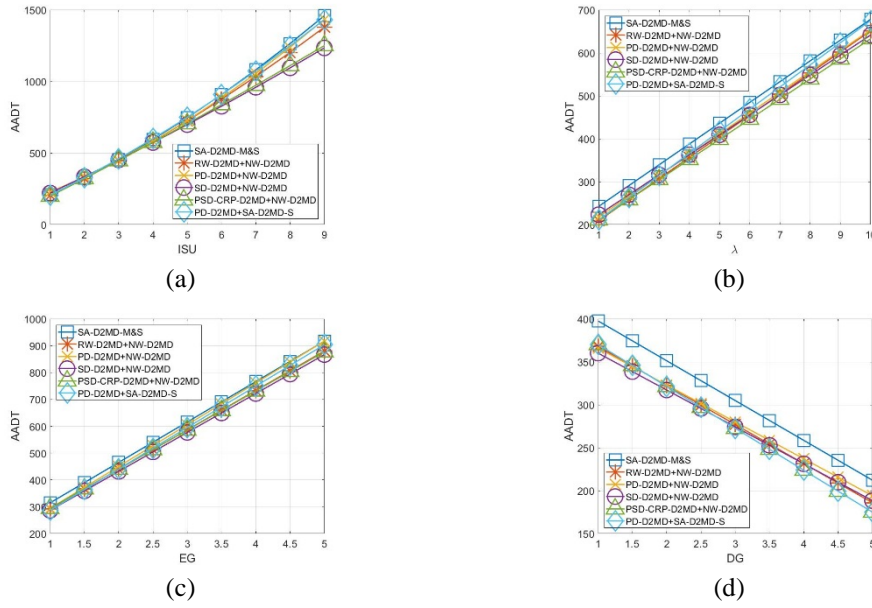 1500
1000
500
0
AADT
SA-D2MD-M&S
RW-D2MD+NW-D2MD
PD-D2MD+NW-D2MD
SD-D2MD+NW-D2MD
PSD-CRP-D2MD+NW-D2MD
PD-D2MD+SA-D2MD-S
1 2 3 4 5 6 7 8 9
ISU
(a)
700
600
500
400
300
200
AADT
SA-D2MD-M&S
RW-D2MD+NW-D2MD
PD-D2MD+NW-D2MD
SD-D2MD+NW-D2MD
PSD-CRP-D2MD+NW-D2MD
PD-D2MD+SA-D2MD-S
1 2 3 4 5 6 7 8 9 10
λ
(b)
1000
900
800
700
600
500
400
300
200
AADT
SA-D2MD-M&S
RW-D2MD+NW-D2MD
PD-D2MD+NW-D2MD
SD-D2MD+NW-D2MD
PSD-CRP-D2MD+NW-D2MD
PD-D2MD+SA-D2MD-S
1 1.5 2 2.5 3 3.5 4 4.5 5
EG
(c)
400
350
300
250
200
150
AADT
SA-D2MD-M&S
RW-D2MD+NW-D2MD
PD-D2MD+NW-D2MD
SD-D2MD+NW-D2MD
PSD-CRP-D2MD+NW-D2MD
PD-D2MD+SA-D2MD-S
1 1.5 2 2.5 3 3.5 4 4.5 5
DG
(d)